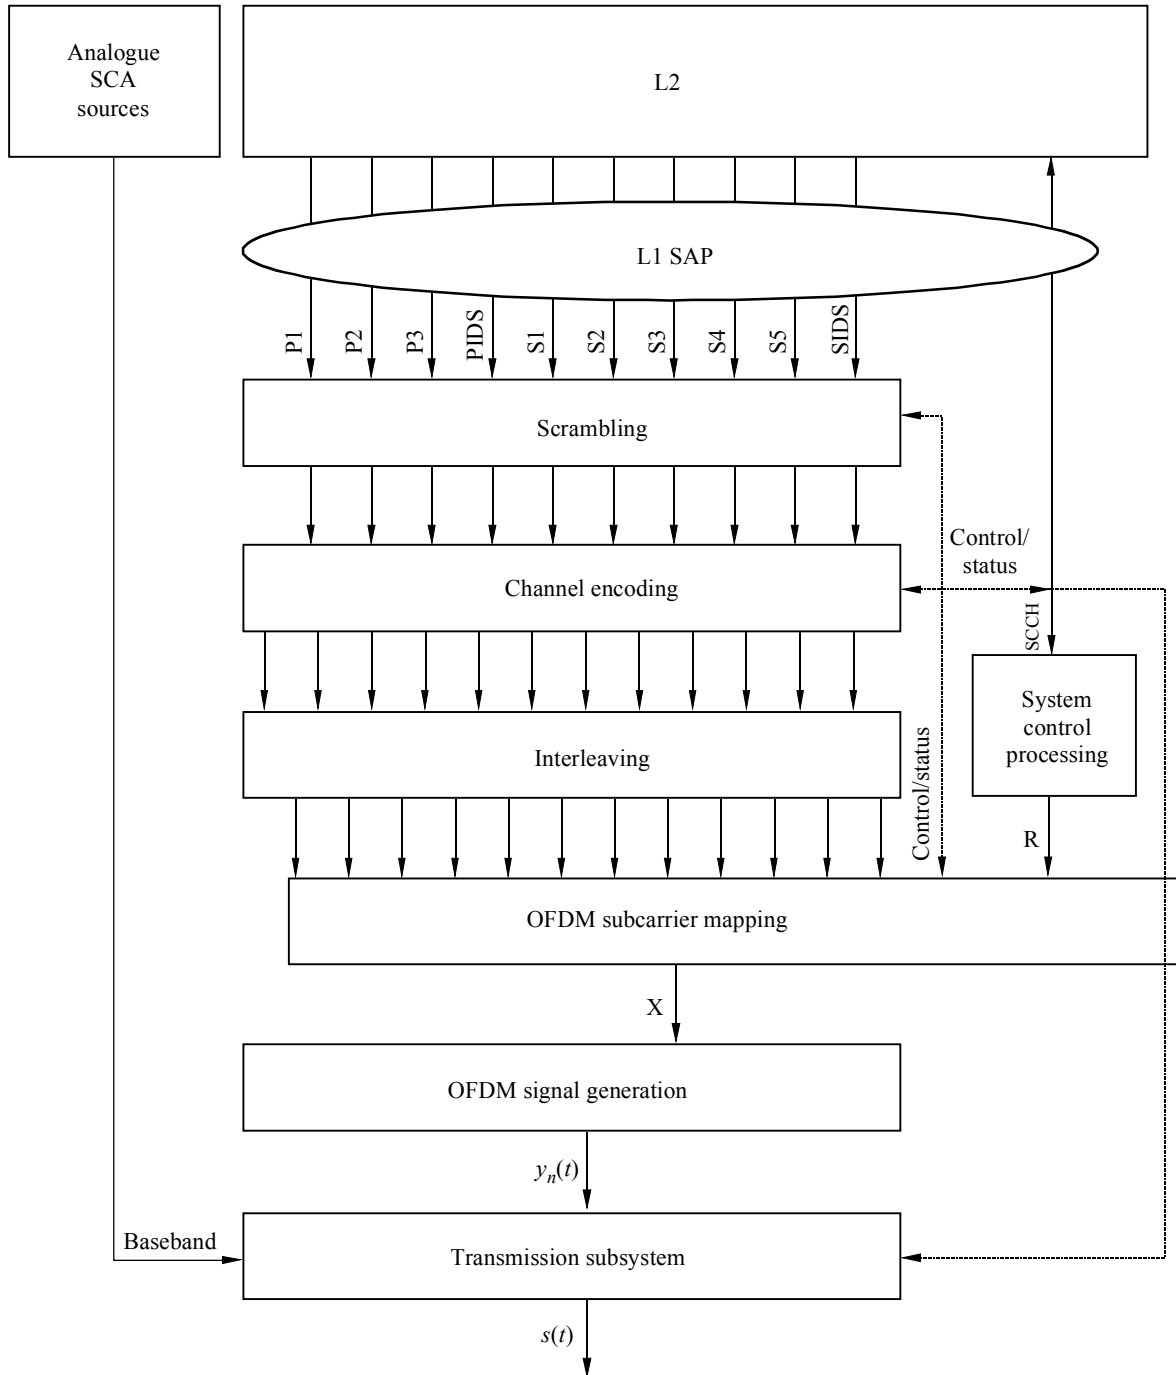 Analogue
SCA
sources
L2
L1 SAP
P1
P2
P3
PIDS
S1
S2
S3
S4
S5
SIDS
Scrambling
Control/
status
Channel encoding
SCCH
System
control
processing
Interleaving
Control/status
R
OFDM subcarrier mapping
X
OFDM signal generation
yn(t)
Baseband
Transmission subsystem
s(t)